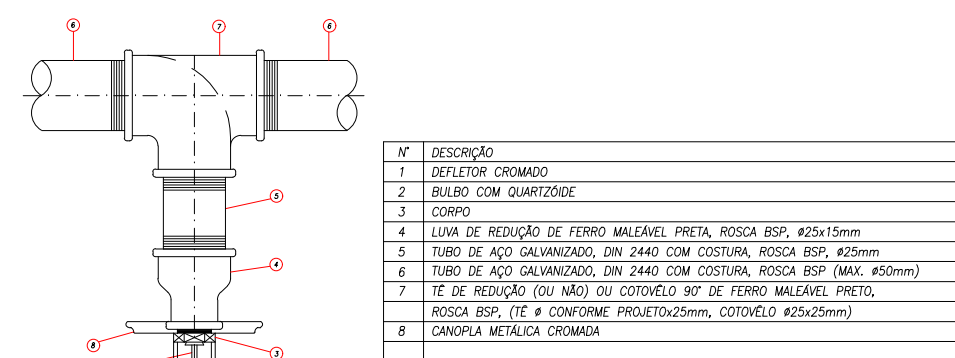 6 7 6
5
4
8 3
N° DESCRIÇÃO
1 DEFLETOR CROMADO
2 BULBO COM QUARTZÓIDE
3 CORPO
4 LUVA DE REDUÇÃO DE FERRO MALEÁVEL PRETA, ROSCA BSP, ø25x15mm
5 TUBO DE AÇO GALVANIZADO, DIN 2440 COM COSTURA, ROSCA BSP, ø25mm
6 TUBO DE AÇO GALVANIZADO, DIN 2440 COM COSTURA, ROSCA BSP (MAX. ø50mm)
7 TÊ DE REDUÇÃO (OU NÃO) OU COTOVÊLO 90° DE FERRO MALEÁVEL PRETO,
ROSCA BSP, (TÊ ø CONFORME PROJETOx25mm, COTOVÊLO ø25x25mm)
8 CANOPLA METÁLICA CROMADA